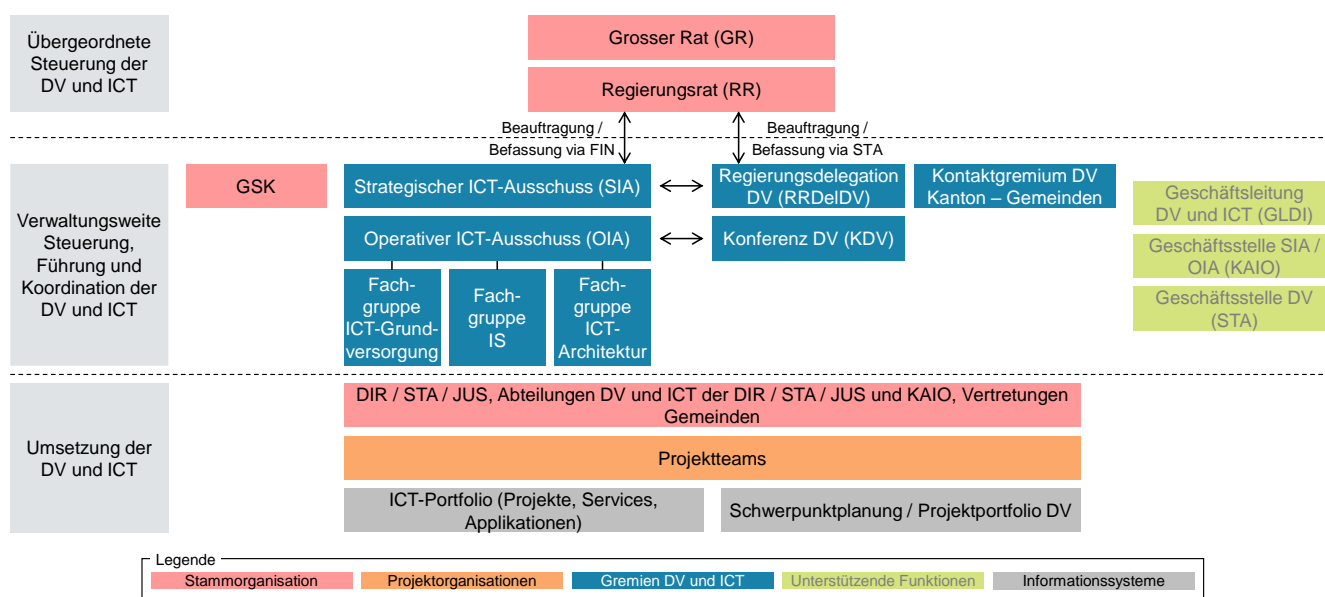 Übergeordnete
Steuerung der
DV und ICT
Grosser Rat (GR)
Regierungsrat (RR)
Beauftragung /
Befassung via FIN
Beauftragung /
Befassung via STA
Verwaltungsweite
Steuerung,
Führung und
Koordination der
DV und ICT
GSK
Strategischer ICT-Ausschuss (SIA)
Regierungsdelegation
DV (RRDelDV)
Kontaktgremium DV
Kanton – Gemeinden
Operativer ICT-Ausschuss (OIA)
Konferenz DV (KDV)
Fach-
gruppe
ICT-Grund-
versorgung
Fach-
gruppe
IS
Fach-
gruppe
ICT-
Architektur
Geschäftsleitung
DV und ICT (GLDI)
Geschäftsstelle SIA /
OIA (KAIO)
Geschäftsstelle DV
(STA)
Umsetzung der
DV und ICT
DIR / STA / JUS, Abteilungen DV und ICT der DIR / STA / JUS und KAIO, Vertretungen
Gemeinden
Projektteams
ICT-Portfolio (Projekte, Services,
Applikationen)
Schwerpunktplanung / Projektportfolio DV
Legende
Stammorganisation
Projektorganisationen
Gremien DV und ICT
Unterstützende Funktionen
Informationssysteme